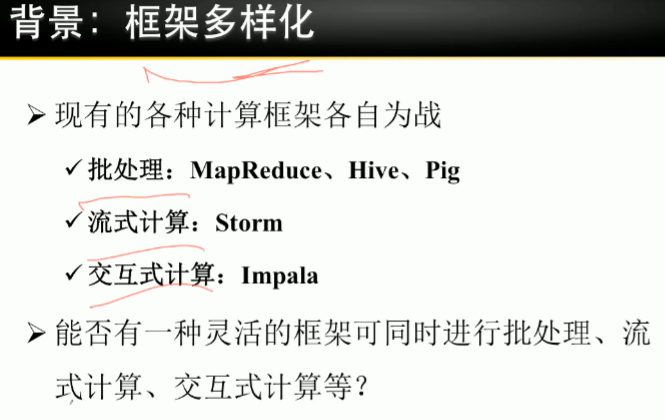 背景：框架多样化
➢现有的各种计算框架各自为战
✓批处理：MapReduce、Hive、Pig
✓流式计算：Storm
✓交互式计算：Impala
➢能否有一种灵活的框架可同时进行批处理、流
式计算、交互式计算等？